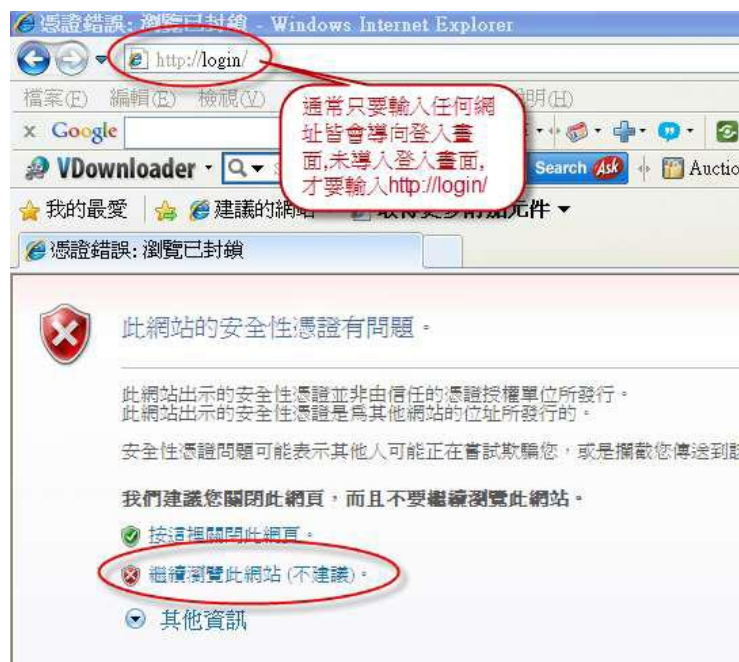 憑證錯誤: 瀏覽已封鎖 - Windows Internet Explorer
http://login/
檔案(F) 編輯(E) 檢視(V) 明(H)
通常只要輸入任何網
址皆會導向登入畫
面,未導入登入畫面,
才要輸入http://login/
x Google
VDownloader Search Ask Auctio
我的最愛 建議的網站 取得更多附加元件
憑證錯誤: 瀏覽已封鎖
此網站的安全性憑證有問題。
此網站出示的安全性憑證並非由信任的憑證授權單位所發行。
此網站出示的安全性憑證是為其他網站的位址所發行的。
安全性憑證問題可能表示其他人可能正在嘗試欺騙您,或是攔截您傳送到該
我們建議您關閉此網頁,而且不要繼續瀏覽此網站。
按這裡關閉此網頁。
繼續瀏覽此網站 (不建議)。
其他資訊